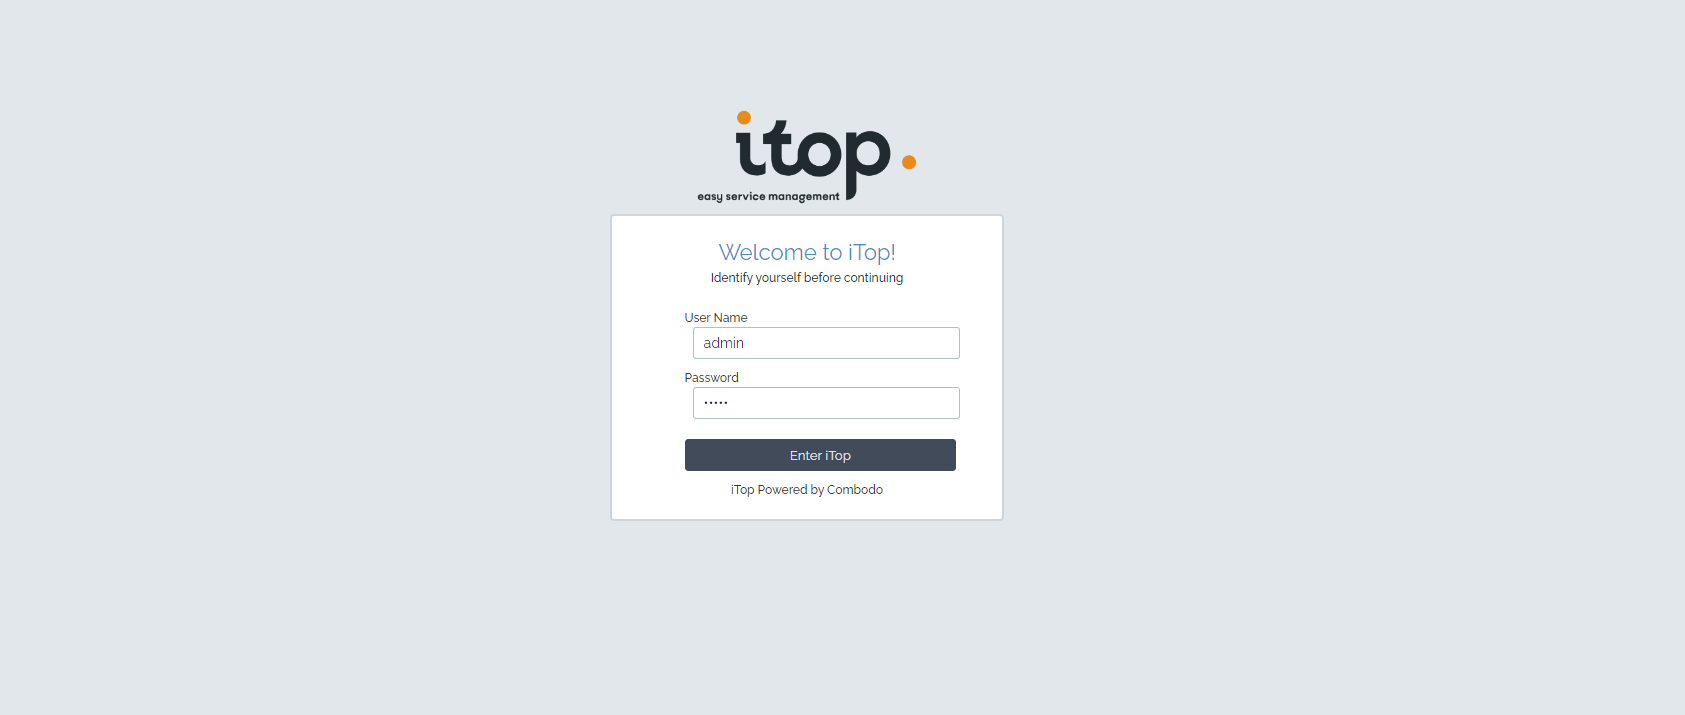 itop
easy service management
Welcome to iTop!
Identify yourself before continuing
User Name
admin
Password
•••••
Enter iTop
iTop Powered by Combodo